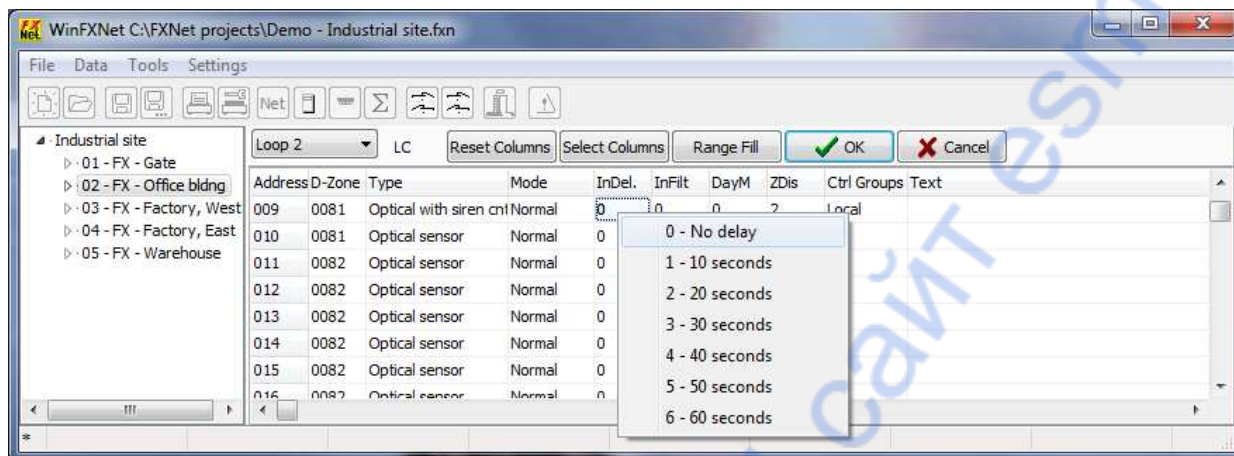 FX Net WinFXNet C:\FXNet projects\Demo - Industrial site.fxn
File Data Tools Settings
Net Σ
Industrial site
01 - FX - Gate
02 - FX - Office bldng
03 - FX - Factory, West
04 - FX - Factory, East
05 - FX - Warehouse
Loop 2 LC Reset Columns Select Columns Range Fill OK Cancel
Address D-Zone Type Mode InDel. InFilt DayM ZDis Ctrl Groups Text
009 0081 Optical with siren cnt Normal 0 0 0 2 Local
010 0081 Optical sensor Normal 0
011 0082 Optical sensor Normal 0
012 0082 Optical sensor Normal 0
013 0082 Optical sensor Normal 0
014 0082 Optical sensor Normal 0
015 0082 Optical sensor Normal 0
016 0082 Optical sensor Normal 0
0 - No delay
1 - 10 seconds
2 - 20 seconds
3 - 30 seconds
4 - 40 seconds
5 - 50 seconds
6 - 60 seconds
*
сайт esm